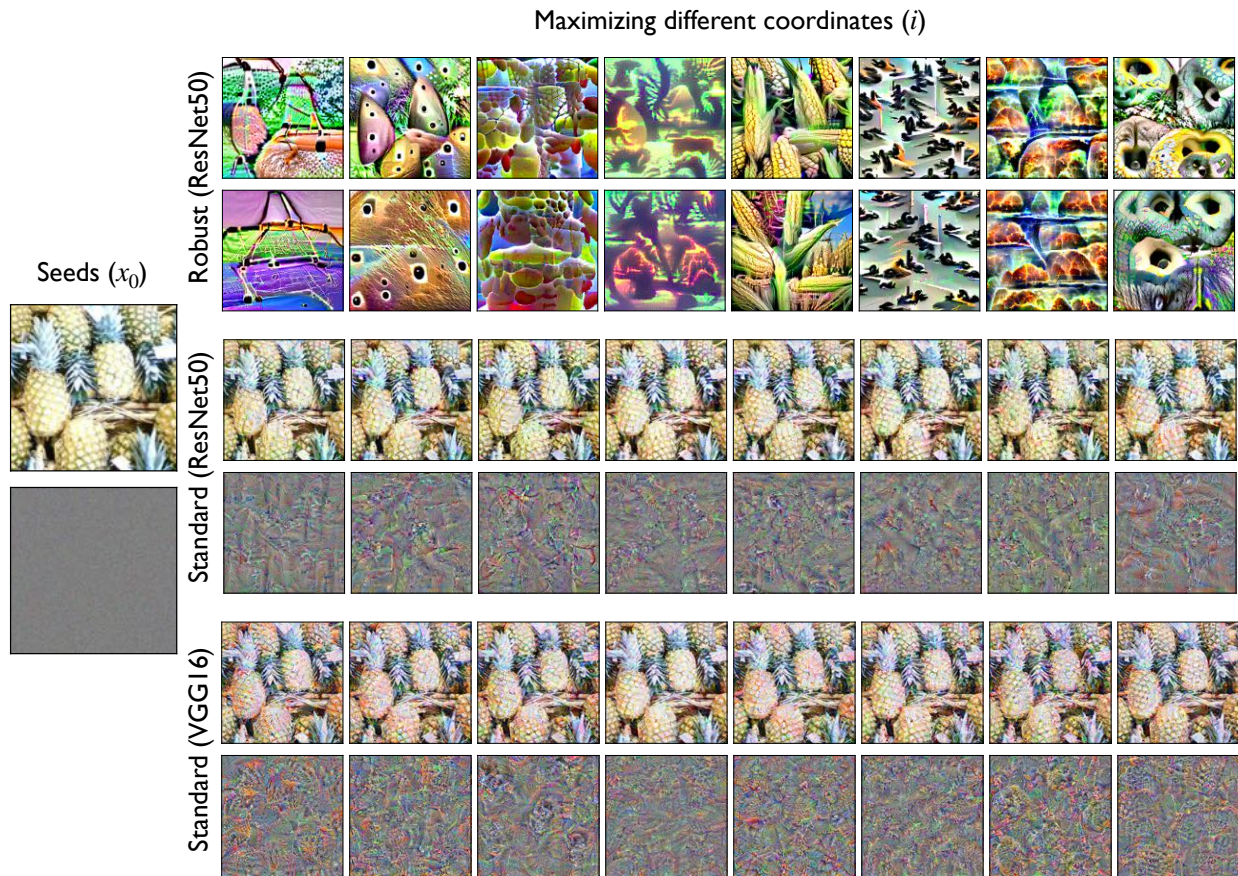 Maximizing different coordinates (i)
Seeds (x₀)
Robust (ResNet50)
Standard (ResNet50)
Standard (VGG16)